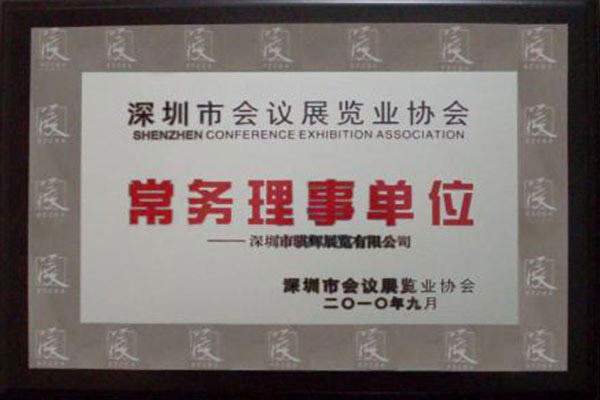 深圳市会议展览业协会
SHENZHEN CONFERENCE EXHIBITION ASSOCIATION
常务理事单位
——深圳市骐辉展览有限公司
深圳市会议展览业协会
二〇一〇年九月